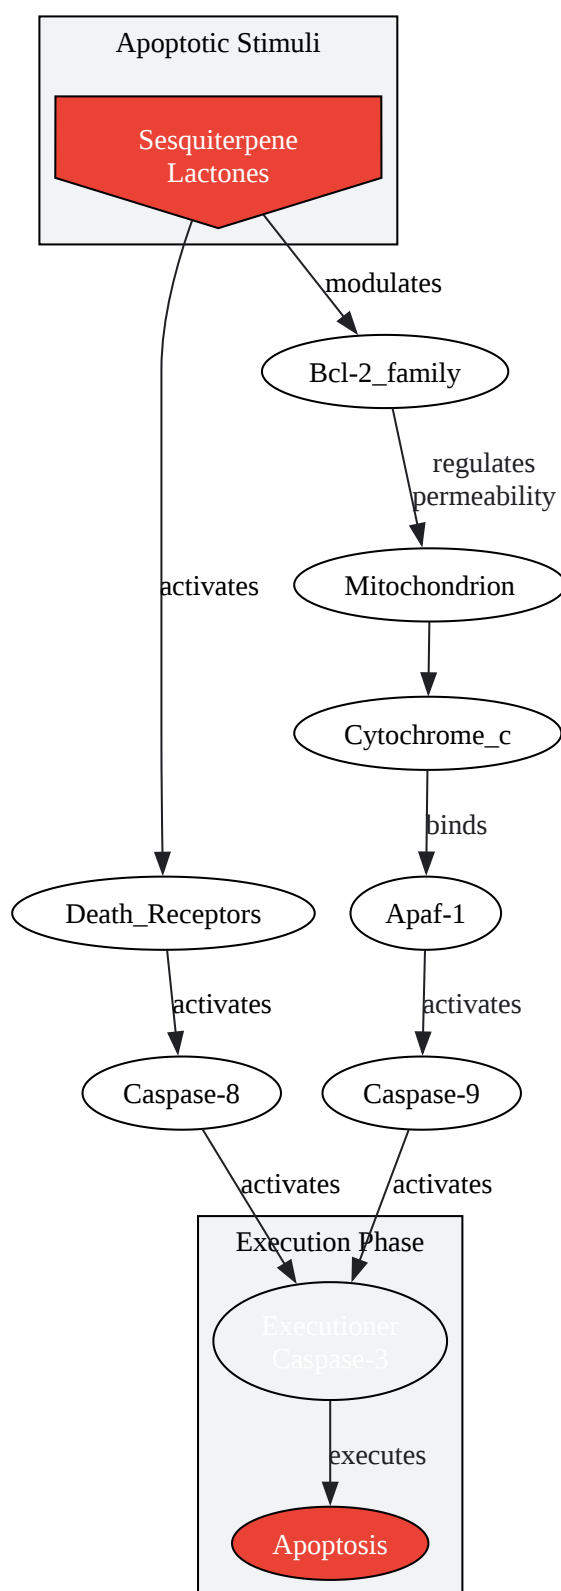 Apoptotic Stimuli
Sesquiterpene
Lactones
modulates
Bcl-2_family
regulates
permeability
Mitochondrion
activates
Cytochrome_c
binds
Death_Receptors
Apaf-1
activates
activates
Caspase-8
Caspase-9
activates
activates
Execution Phase
Executioner
Caspase-3
executes
Apoptosis